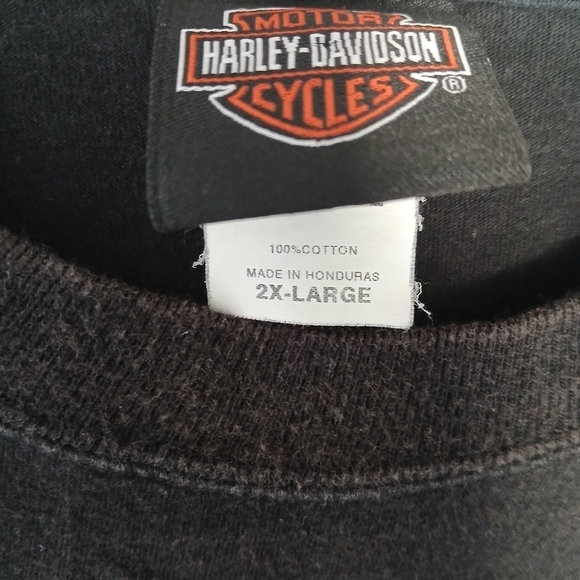 MOTOR
HARLEY-DAVIDSON
CYCLES ®
100%COTTON
MADE IN HONDURAS
2X-LARGE